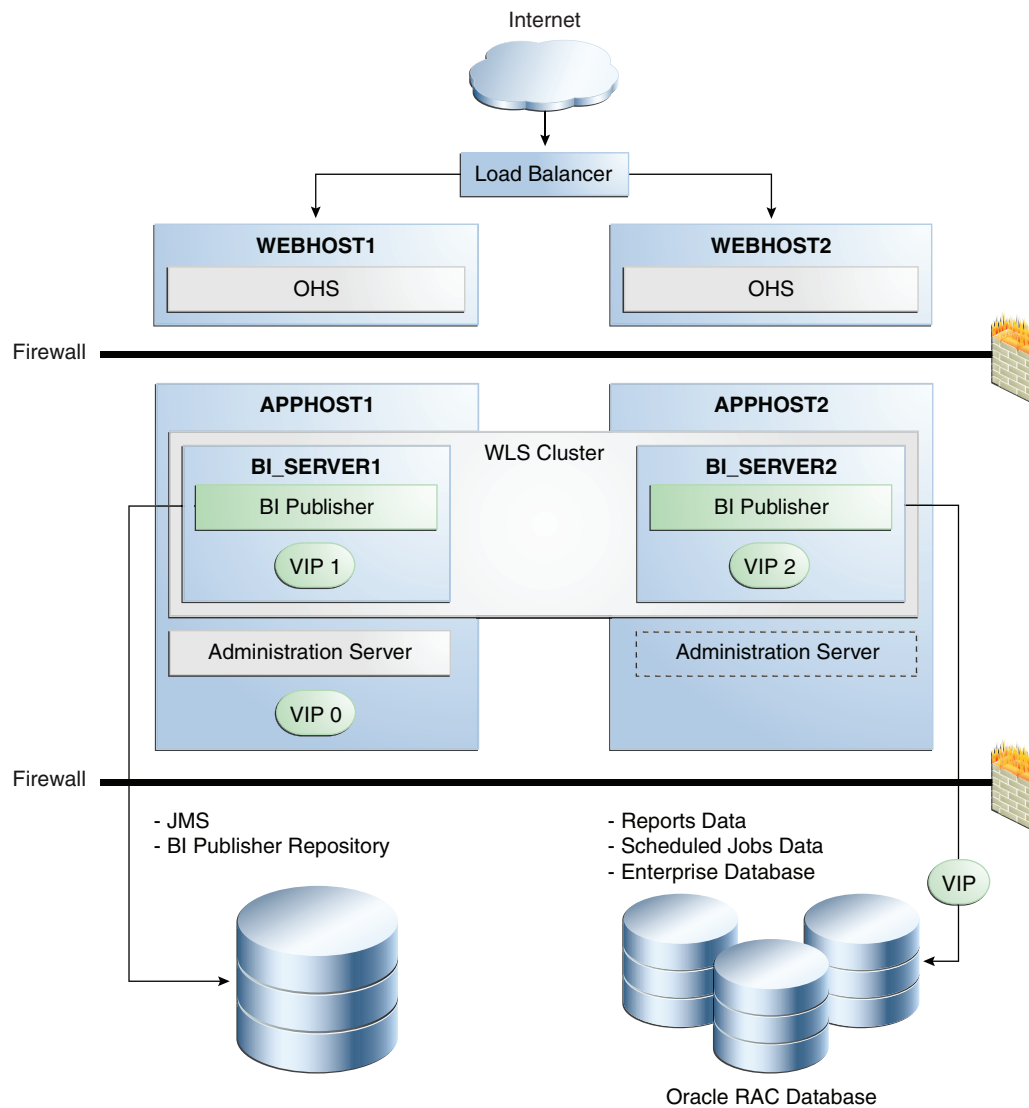 Internet
Load Balancer
WEBHOST1
OHS
WEBHOST2
OHS
Firewall
APPHOST1
APPHOST2
WLS Cluster
BI_SERVER1
BI Publisher
VIP 1
BI_SERVER2
BI Publisher
VIP 2
Administration Server
VIP 0
Administration Server
Firewall
- JMS
- BI Publisher Repository
- Reports Data
- Scheduled Jobs Data
- Enterprise Database
VIP
Oracle RAC Database